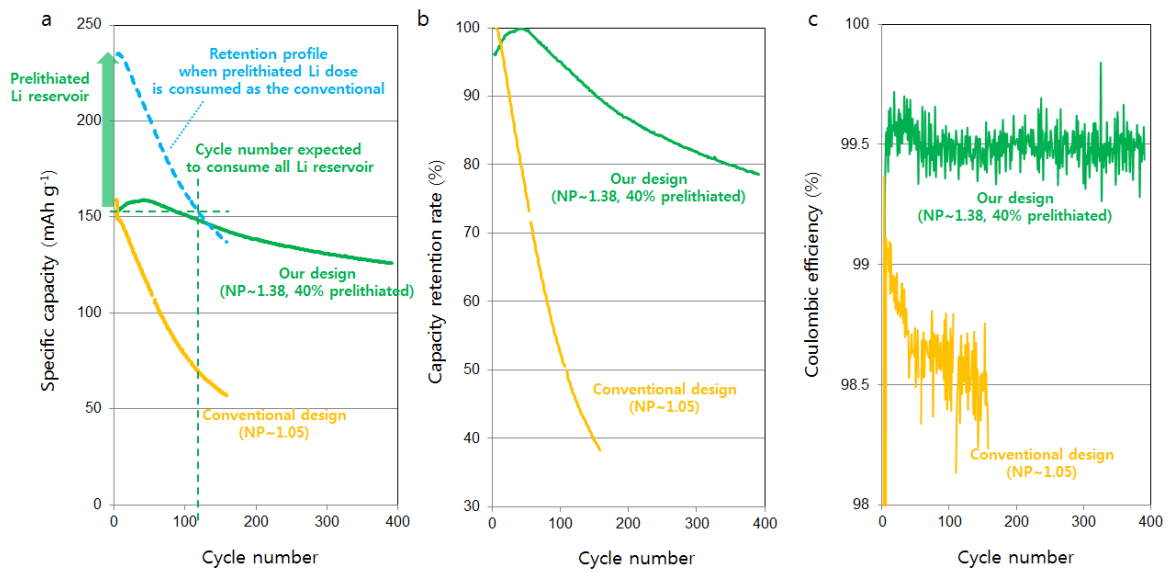 a
250
200
150
100
50
0
0
100
200
300
400
Specific capacity (mAh g⁻¹)
Cycle number
Prelithiated
Li reservoir
Retention profile
when prelithiated Li dose
is consumed as the conventional
Cycle number expected
to consume all Li reservoir
Our design
(NP~1.38, 40% prelithiated)
Conventional design
(NP~1.05)
b
100
90
80
70
60
50
40
30
0
100
200
300
400
Capacity retention rate (%)
Cycle number
Our design
(NP~1.38, 40% prelithiated)
Conventional design
(NP~1.05)
c
100
99.5
99
98.5
98
0
100
200
300
400
Coulombic efficiency (%)
Cycle number
Our design
(NP~1.38, 40% prelithiated)
Conventional design
(NP~1.05)